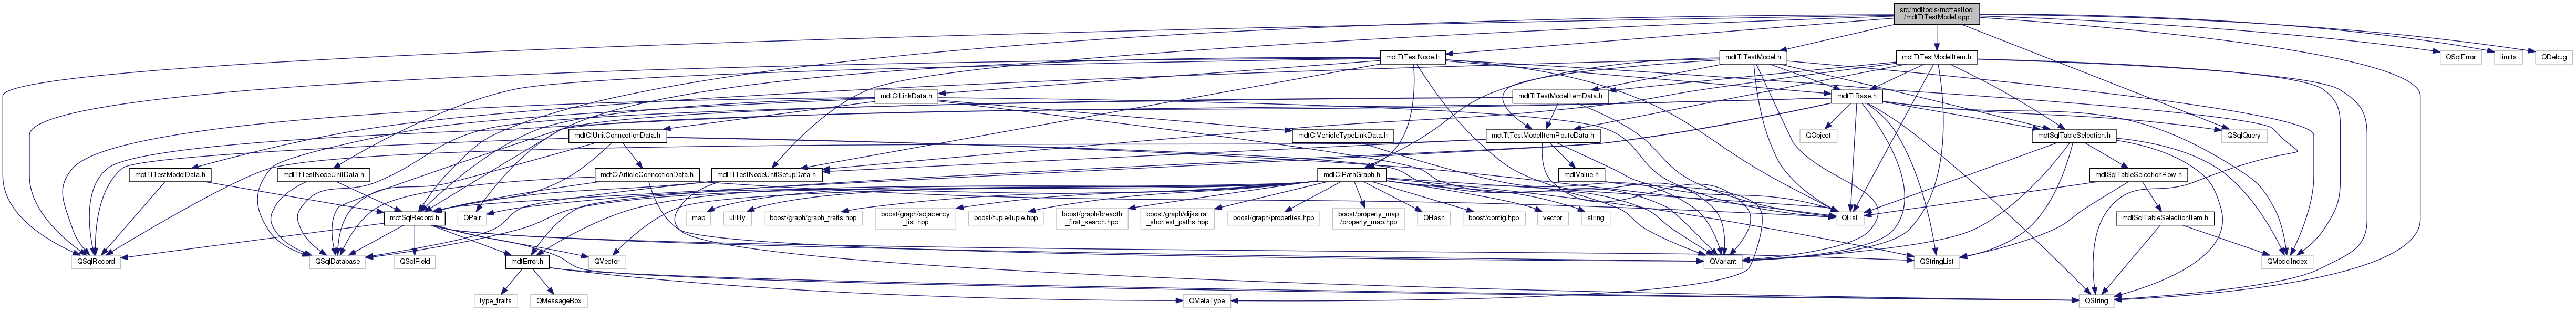 src/mdttools/mdttesttool
/mdtTtTestModel.cpp
mdtTtTestNode.h
mdtTtTestModel.h
mdtTtTestModelItem.h
QSqlError
limits
QDebug
mdtClLinkData.h
mdtTtTestModelItemData.h
mdtTtBase.h
mdtClUnitConnectionData.h
mdtClVehicleTypeLinkData.h
mdtTtTestModelItemRouteData.h
QObject
mdtSqlTableSelection.h
QSqlQuery
mdtTtTestModelData.h
mdtTtTestNodeUnitData.h
mdtClArticleConnectionData.h
mdtTtTestNodeUnitSetupData.h
mdtClPathGraph.h
mdtValue.h
mdtSqlTableSelectionRow.h
mdtSqlRecord.h
QPair
map
utility
boost/graph/graph_traits.hpp
boost/graph/adjacency
_list.hpp
boost/tuple/tuple.hpp
boost/graph/breadth
_first_search.hpp
boost/graph/dijkstra
_shortest_paths.hpp
boost/graph/properties.hpp
boost/property_map
/property_map.hpp
QHash
boost/config.hpp
vector
string
QList
mdtSqlTableSelectionItem.h
QSqlRecord
QSqlDatabase
QSqlField
mdtError.h
QVector
QVariant
QStringList
QModelIndex
type_traits
QMessageBox
QMetaType
QString